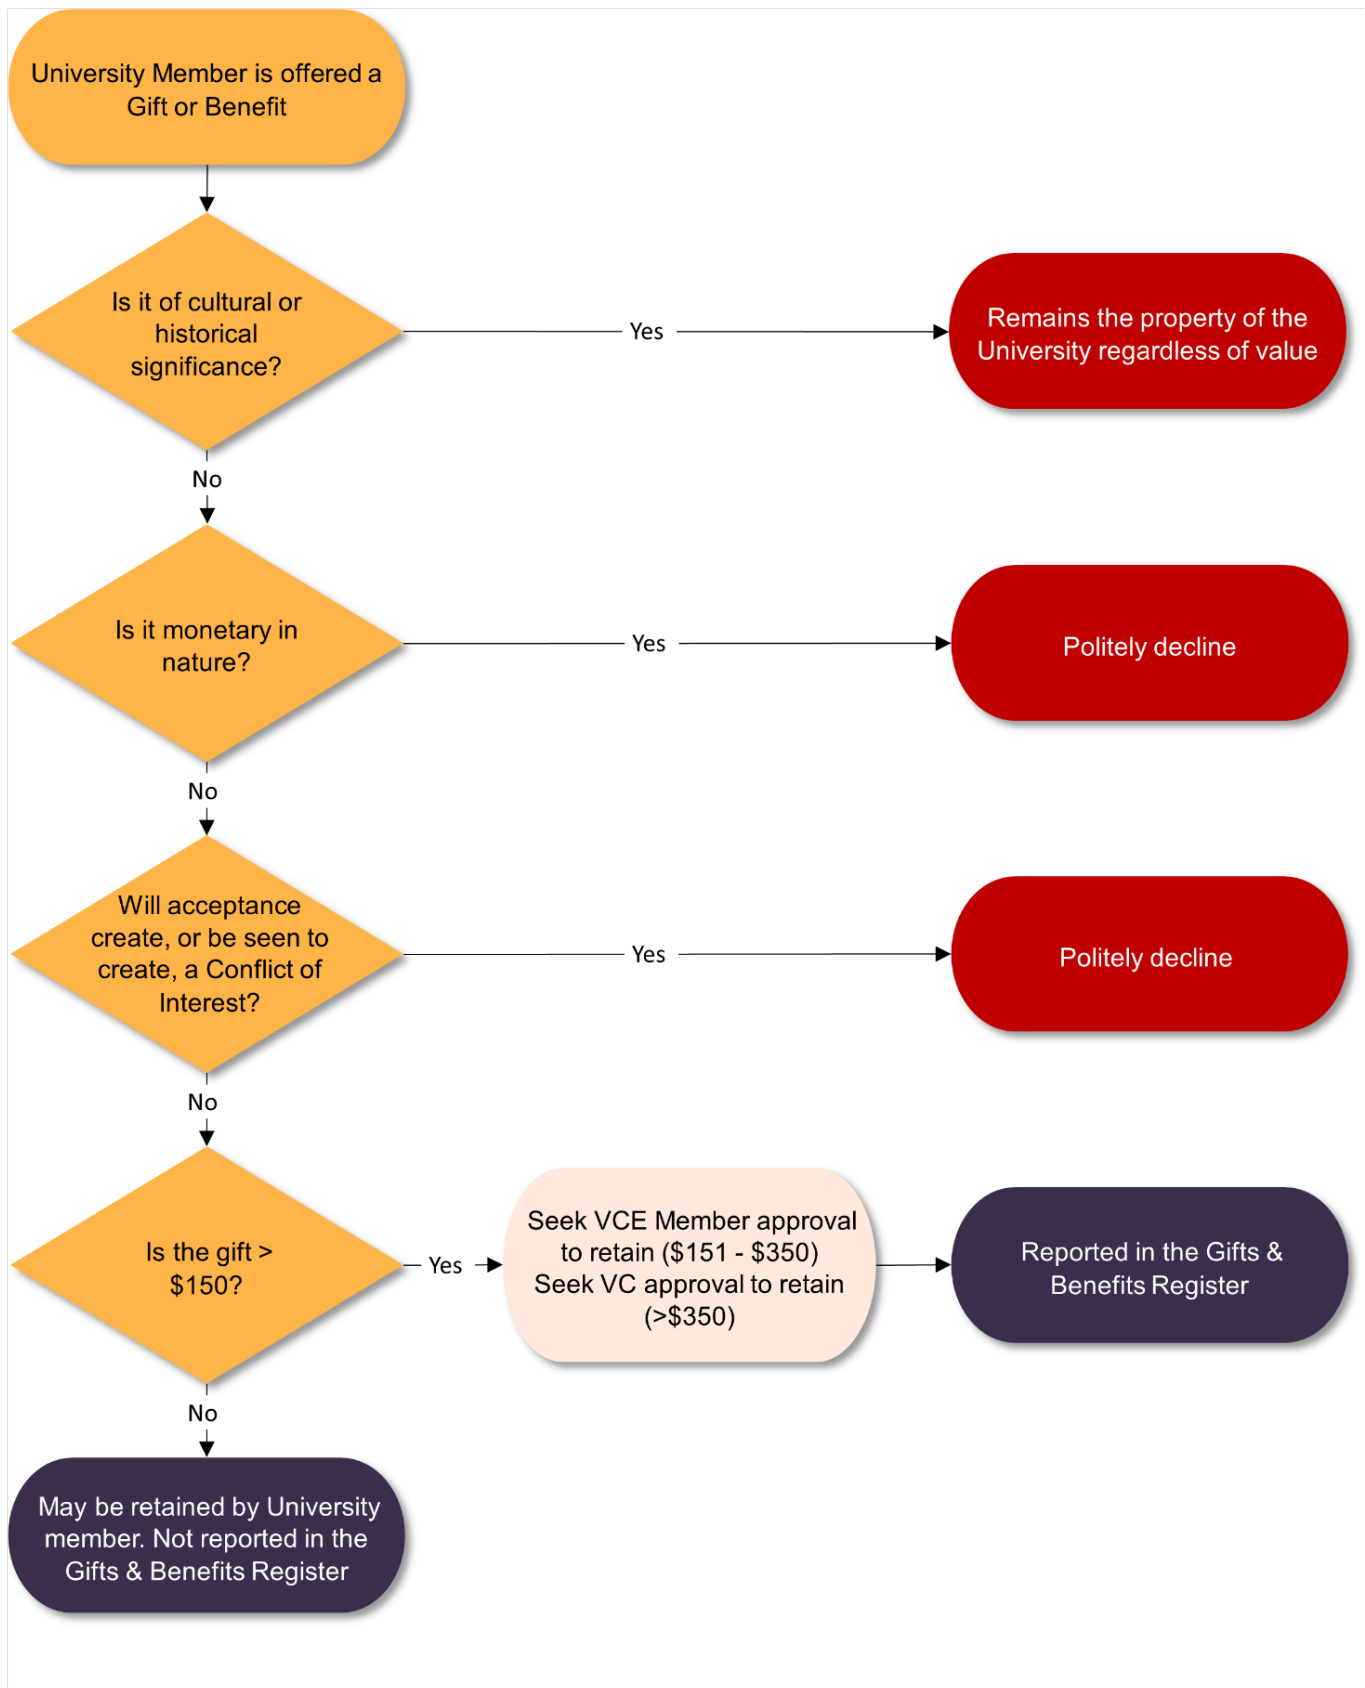 University Member is offered a
Gift or Benefit
Is it of cultural or
historical
significance?
Yes
Remains the property of the
University regardless of value
No
Is it monetary in
nature?
Yes
Politely decline
No
Will acceptance
create, or be seen to
create, a Conflict of
Interest?
Yes
Politely decline
No
Is the gift >
$150?
Yes
Seek VCE Member approval
to retain ($151 - $350)
Seek VC approval to retain
(>$350)
Reported in the Gifts &
Benefits Register
No
May be retained by University
member. Not reported in the
Gifts & Benefits Register